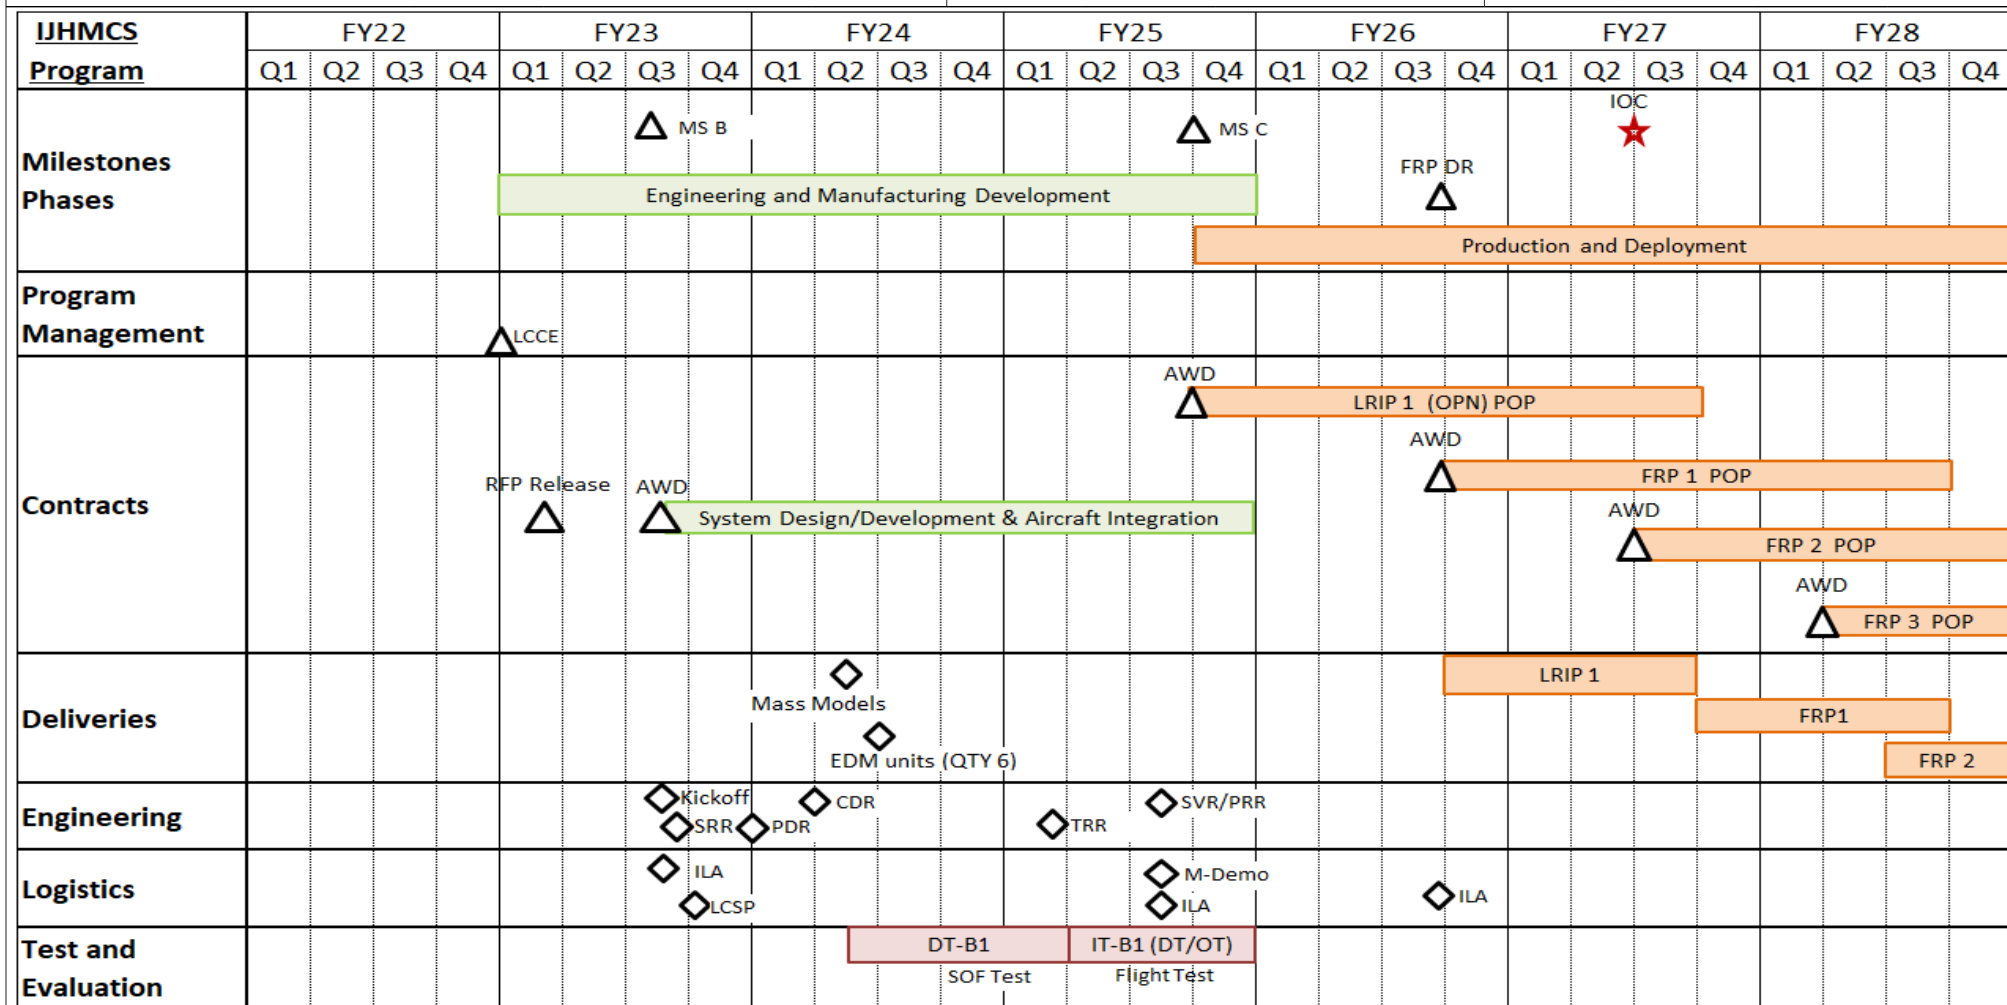 IJHMCS FY22 FY23 FY24 FY25 FY26 FY27 FY28
Program Q1 Q2 Q3 Q4 Q1 Q2 Q3 Q4 Q1 Q2 Q3 Q4 Q1 Q2 Q3 Q4 Q1 Q2 Q3 Q4 Q1 Q2 Q3 Q4 Q1 Q2 Q3 Q4
Milestones
Phases
IOC
MS B
MS C
FRP DR
Engineering and Manufacturing Development
Production and Deployment
Program
Management
LCCE
Contracts
AWD
LRIP 1 (OPN) POP
AWD
FRP 1 POP
RFP Release
AWD
System Design/Development & Aircraft Integration
AWD
FRP 2 POP
AWD
FRP 3 POP
Deliveries
LRIP 1
Mass Models
FRP1
EDM units (QTY 6)
FRP 2
Engineering
Kickoff
CDR
SVR/PRR
SRR
PDR
TRR
Logistics
ILA
M-Demo
ILA
LCSP
ILA
Test and
Evaluation
DT-B1
IT-B1 (DT/OT)
SOF Test
Flight Test